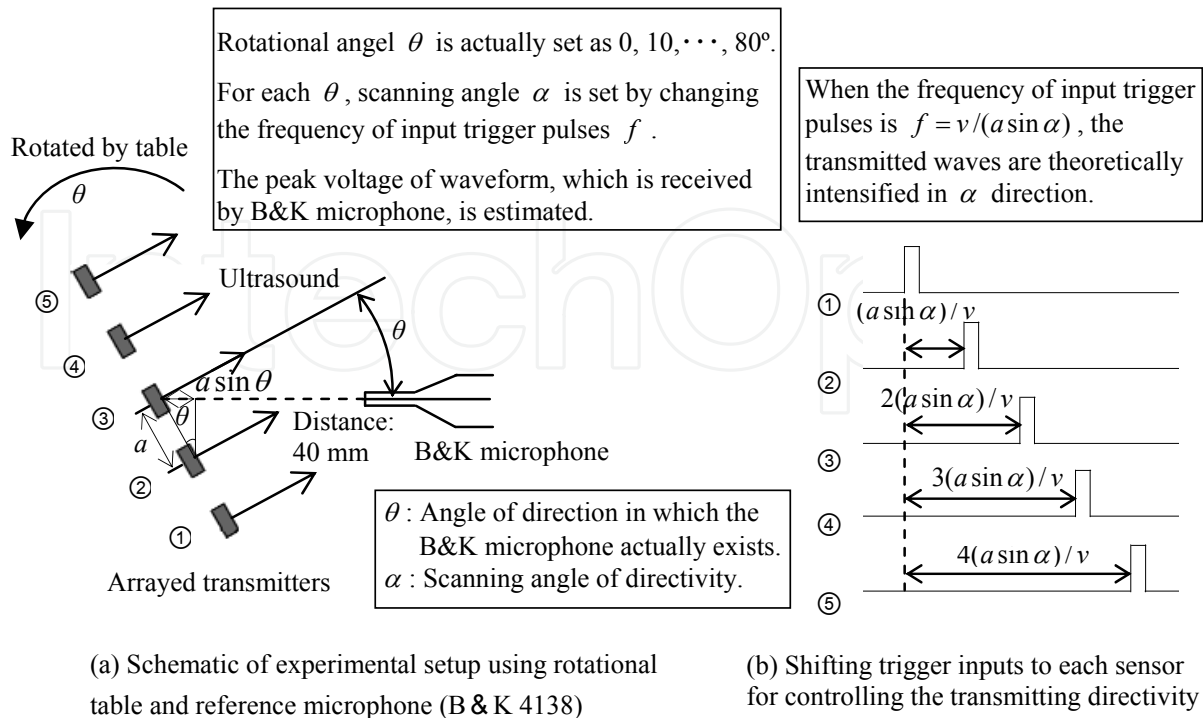 Rotational angel θ is actually set as 0, 10,···, 80º.
For each θ , scanning angle α is set by changing
the frequency of input trigger pulses f .
The peak voltage of waveform, which is received
by B&K microphone, is estimated.
When the frequency of input trigger
pulses is f = v/(a sin α) , the
transmitted waves are theoretically
intensified in α direction.
Rotated by table
θ
Ultrasound
⑤
④
③
②
①
θ
a sin θ
θ
a
Distance:
40 mm
B&K microphone
Arrayed transmitters
θ : Angle of direction in which the
B&K microphone actually exists.
α : Scanning angle of directivity.
①
(a sin α) / v
②
2(a sin α) / v
③
3(a sin α) / v
④
4(a sin α) / v
⑤
(a) Schematic of experimental setup using rotational
table and reference microphone (B & K 4138)
(b) Shifting trigger inputs to each sensor
for controlling the transmitting directivity
IntechOp